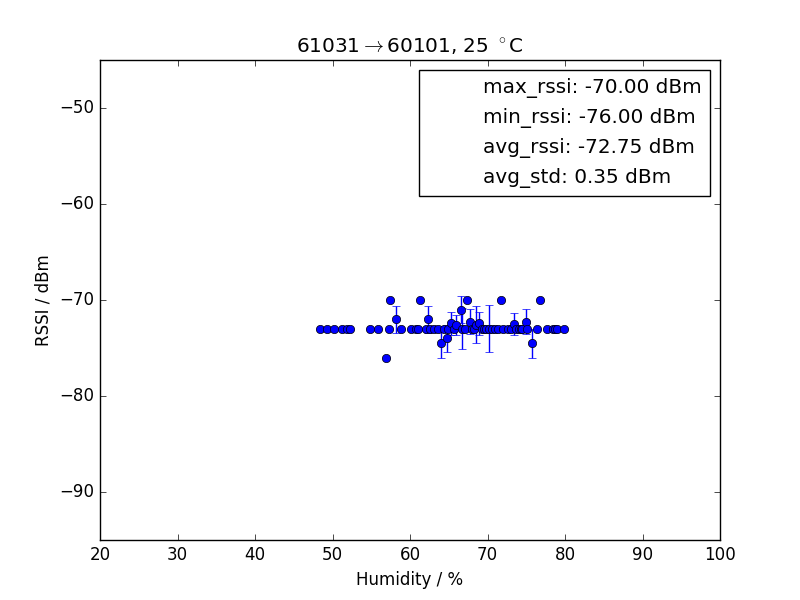 61031→60101, 25 °C
max_rssi: -70.00 dBm
min_rssi: -76.00 dBm
avg_rssi: -72.75 dBm
avg_std: 0.35 dBm
RSSI / dBm
−50
−60
−70
−80
−90
20 30 40 50 60 70 80 90 100
Humidity / %